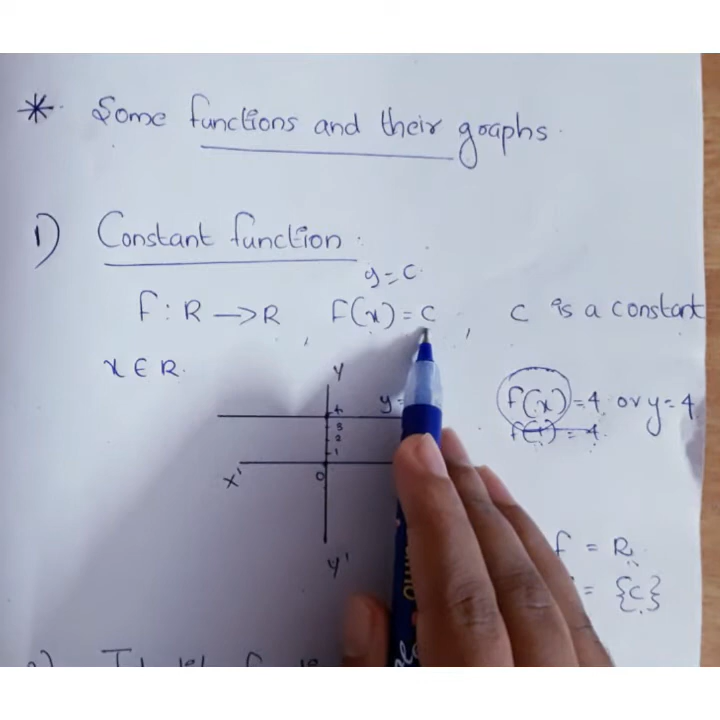 * Some functions and their graphs.
1) Constant function.
y = c.
f : R → R , f(x) = c , c is a constant
x ∈ R.
Y
y =
4
3
2
1
X'
0
Y'
f(x) = 4 or y = 4
f = R
= {c}